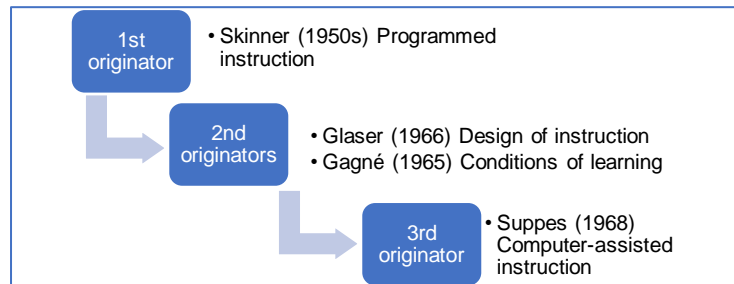 1st
originator
• Skinner (1950s) Programmed
instruction
2nd
originators
• Glaser (1966) Design of instruction
• Gagné (1965) Conditions of learning
3rd
originator
• Suppes (1968)
Computer-assisted
instruction